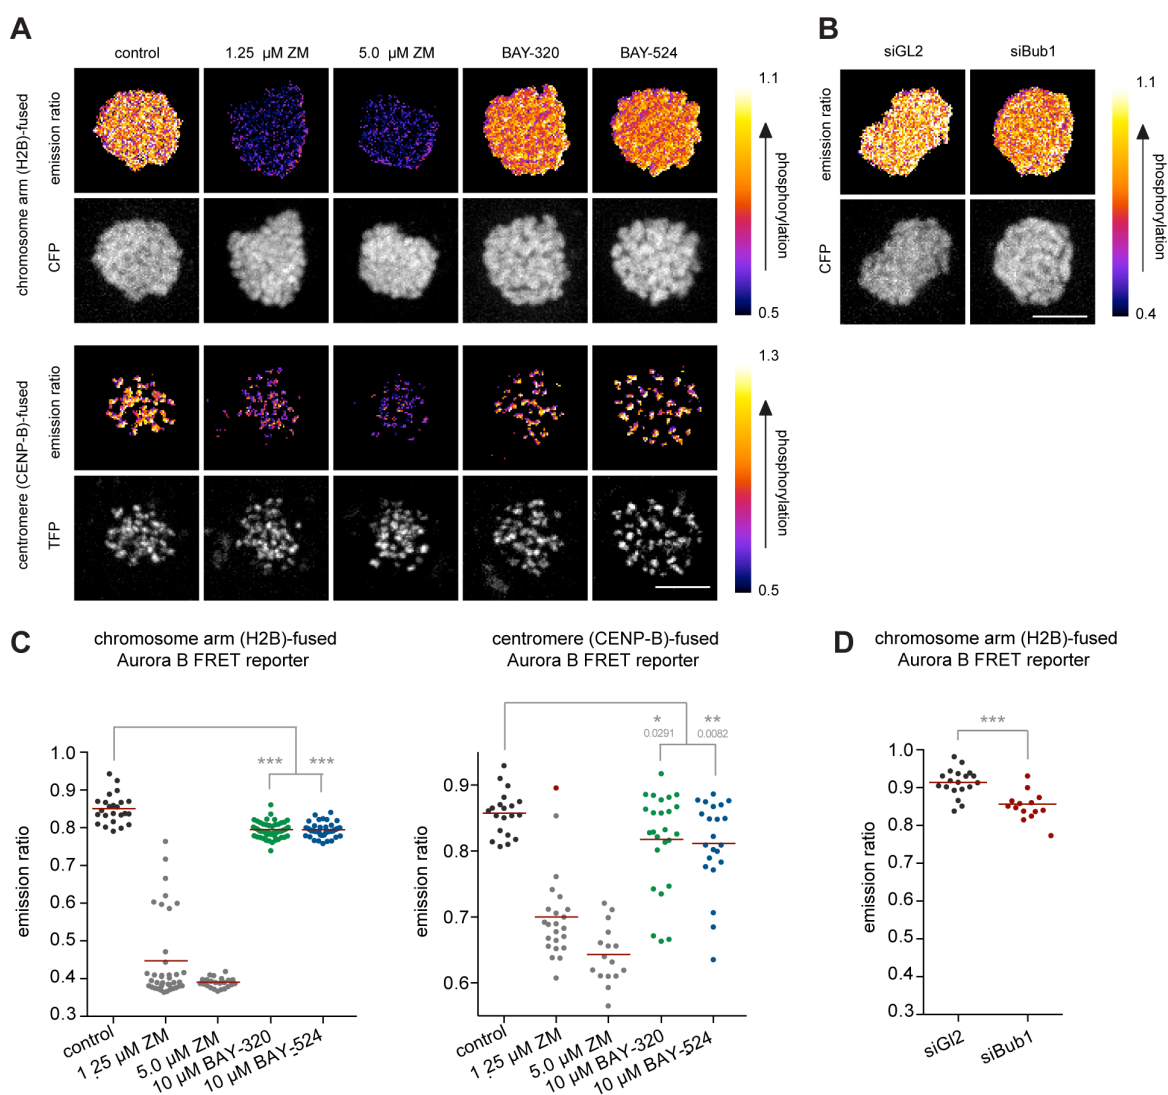 A
control
1.25 µM ZM
5.0 µM ZM
BAY-320
BAY-524
chromosome arm (H2B)-fused
emission ratio
CFP
1.1
phosphorylation
0.5
centromere (CENP-B)-fused
emission ratio
TFP
1.3
phosphorylation
0.5
B
siGL2
siBub1
emission ratio
CFP
1.1
phosphorylation
0.4
C
chromosome arm (H2B)-fused
Aurora B FRET reporter
emission ratio
1.0
0.9
0.8
0.7
0.6
0.5
0.4
0.3
***
***
control
1.25 µM ZM
5.0 µM ZM
10 µM BAY-320
10 µM BAY-524
centromere (CENP-B)-fused
Aurora B FRET reporter
emission ratio
0.9
0.8
0.7
0.6
*
0.0291
**
0.0082
control
1.25 µM ZM
5.0 µM ZM
10 µM BAY-320
10 µM BAY-524
D
chromosome arm (H2B)-fused
Aurora B FRET reporter
emission ratio
1.0
0.9
0.8
0.7
0.6
0.5
0.4
0.3
***
siGl2
siBub1